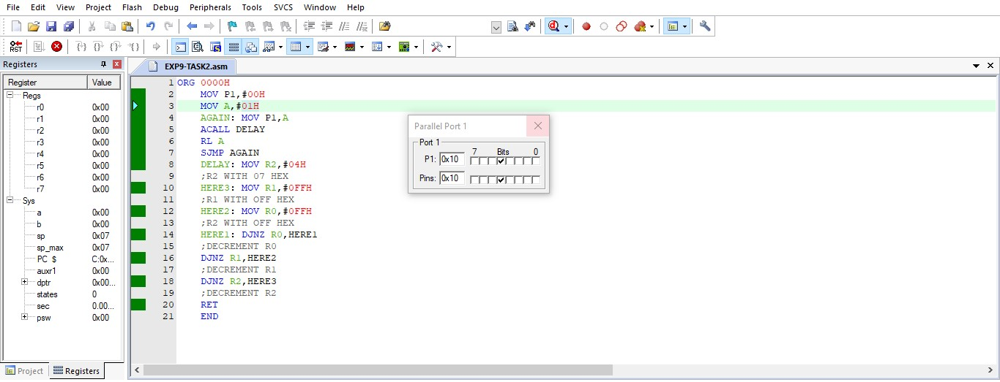 File Edit View Project Flash Debug Peripherals Tools SVCS Window Help
RST
Registers
EXP9-TASK2.asm
Register Value
Regs
r0 0x00
r1 0x00
r2 0x00
r3 0x00
r4 0x00
r5 0x00
r6 0x00
r7 0x00
Sys
a 0x00
b 0x00
sp 0x07
sp_max 0x07
PC $ C:0x...
auxr1 0x00
dptr 0x00...
states 0
sec 0.00...
psw 0x00
Project Registers
1 ORG 0000H
2 MOV P1,#00H
3 MOV A,#01H
4 AGAIN: MOV P1,A
5 ACALL DELAY
6 RL A
7 SJMP AGAIN
8 DELAY: MOV R2,#04H
9 ;R2 WITH 07 HEX
10 HERE3: MOV R1,#0FFH
11 ;R1 WITH OFF HEX
12 HERE2: MOV R0,#0FFH
13 ;R2 WITH OFF HEX
14 HERE1: DJNZ R0,HERE1
15 ;DECREMENT R0
16 DJNZ R1,HERE2
17 ;DECREMENT R1
18 DJNZ R2,HERE3
19 ;DECREMENT R2
20 RET
21 END
Parallel Port 1
Port 1
7 Bits 0
P1: 0x10
Pins: 0x10